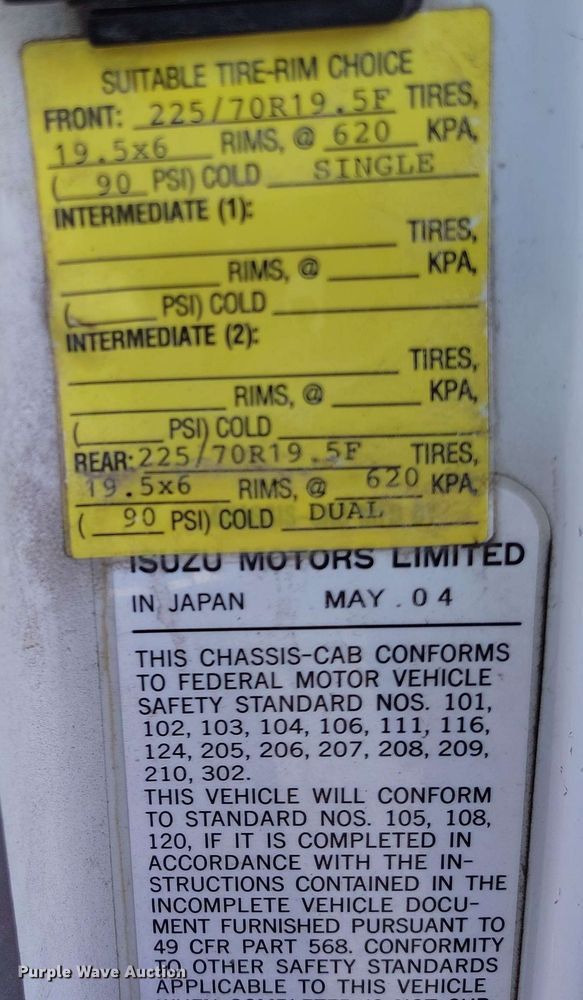 SUITABLE TIRE-RIM CHOICE
FRONT: 225/70R19.5F TIRES,
19.5x6 RIMS, @ 620 KPA,
( 90 PSI) COLD SINGLE
INTERMEDIATE (1):
TIRES,
RIMS, @ KPA,
( PSI) COLD
INTERMEDIATE (2):
TIRES,
RIMS, @ KPA,
( PSI) COLD
REAR: 225/70R19.5F TIRES,
19.5x6 RIMS, @ 620 KPA,
( 90 PSI) COLD DUAL
ISUZU MOTORS LIMITED
IN JAPAN MAY . 04
THIS CHASSIS-CAB CONFORMS
TO FEDERAL MOTOR VEHICLE
SAFETY STANDARD NOS. 101,
102, 103, 104, 106, 111, 116,
124, 205, 206, 207, 208, 209,
210, 302.
THIS VEHICLE WILL CONFORM
TO STANDARD NOS. 105, 108,
120, IF IT IS COMPLETED IN
ACCORDANCE WITH THE IN-
STRUCTIONS CONTAINED IN THE
INCOMPLETE VEHICLE DOCU-
MENT FURNISHED PURSUANT TO
49 CFR PART 568. CONFORMITY
TO OTHER SAFETY STANDARDS
APPLICABLE TO THIS VEHICLE
Purple Wave Auction